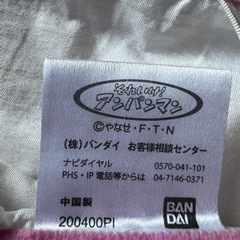 それいけ!
アンパンマン
©やなせ・F・T・N
(株)バンダイ お客様相談センター
ナビダイヤル 0570-041-101
PHS・IP電話等からは 04-7146-0371
中国製
200400PI
BAN
DAI